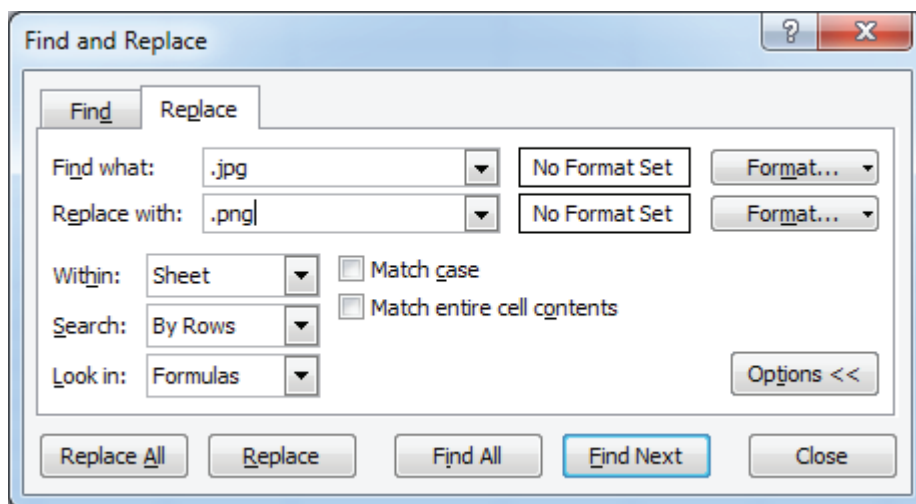 Find and Replace
Find Replace
Find what: .jpg No Format Set Format...
Replace with: .png No Format Set Format...
Within: Sheet Match case
Match entire cell contents
Search: By Rows
Look in: Formulas Options <<
Replace All Replace Find All Find Next Close